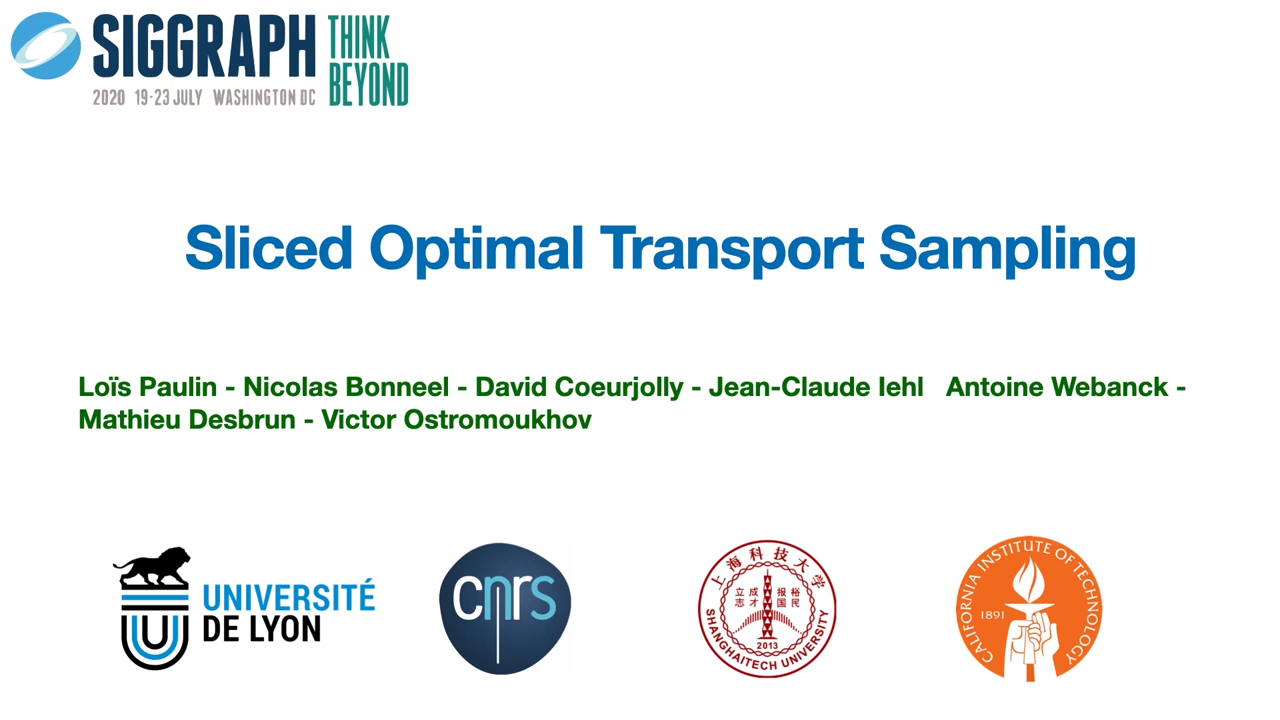 SIGGRAPH THINK
BEYOND
2020 19-23 JULY WASHINGTON DC
Sliced Optimal Transport Sampling
Loïs Paulin - Nicolas Bonneel - David Coeurjolly - Jean-Claude Iehl Antoine Webanck -
Mathieu Desbrun - Victor Ostromoukhov
UNIVERSITÉ
DE LYON
cnrs
上海科技大学
立志 成才 报国 裕民
SHANGHAITECH UNIVERSITY
2013
CALIFORNIA INSTITUTE OF TECHNOLOGY
1891